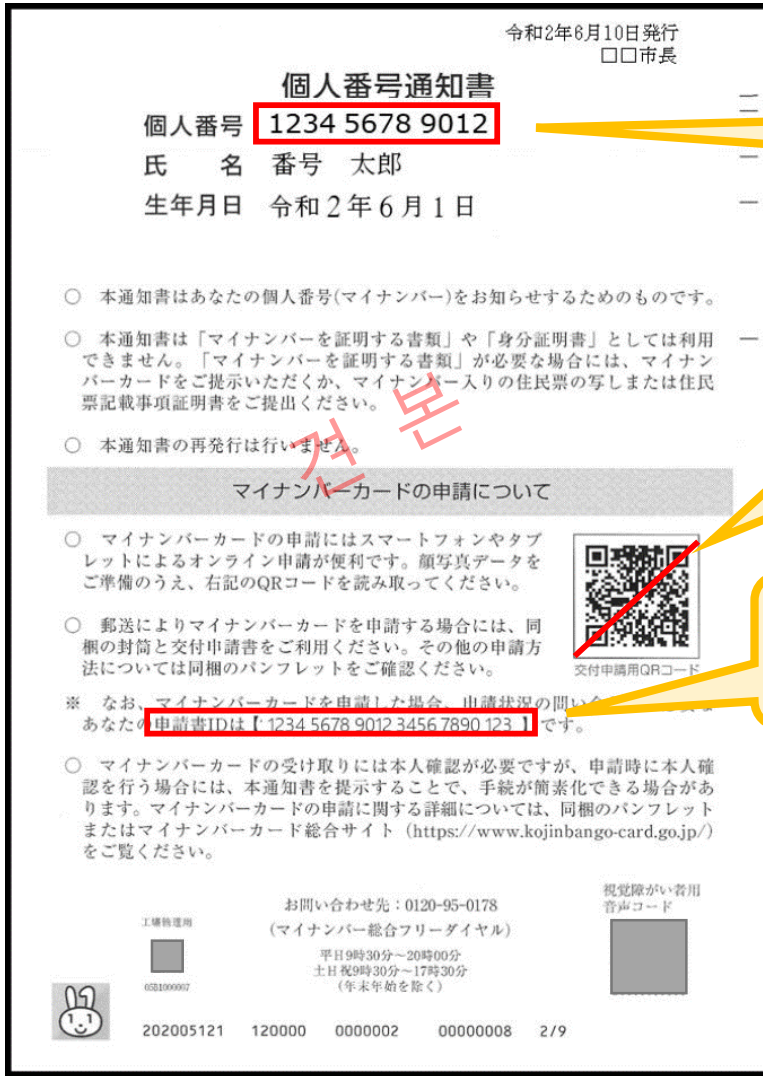 令和2年6月10日発行
□□市長
個人番号通知書
個人番号 1234 5678 9012
氏 名 番号 太郎
生年月日 令和2年6月1日
○ 本通知書はあなたの個人番号(マイナンバー)をお知らせするためのものです。
○ 本通知書は「マイナンバーを証明する書類」や「身分証明書」としては利用
できません。「マイナンバーを証明する書類」が必要な場合には、マイナン
バーカードをご提示いただくか、マイナンバー入りの住民票の写しまたは住民
票記載事項証明書をご提出ください。
○ 本通知書の再発行は行いません。
견본
マイナンバーカードの申請について
○ マイナンバーカードの申請にはスマートフォンやタブ
レットによるオンライン申請が便利です。顔写真データを
ご準備のうえ、右記のQRコードを読み取ってください。
○ 郵送によりマイナンバーカードを申請する場合には、同
梱の封筒と交付申請書をご利用ください。その他の申請方
法については同梱のパンフレットをご確認ください。
交付申請用QRコード
※ なお、マイナンバーカードを申請した場合、申請状況の問い
あなたの申請書IDは【 1234 5678 9012 3456 7890 123 】です。
○ マイナンバーカードの受け取りには本人確認が必要ですが、申請時に本人確
認を行う場合には、本通知書を提示することで、手続が簡素化できる場合があ
ります。マイナンバーカードの申請に関する詳細については、同梱のパンフレット
またはマイナンバーカード総合サイト（https://www.kojinbango-card.go.jp/）
をご覧ください。
お問い合わせ先：0120-95-0178
(マイナンバー総合フリーダイヤル)
平日9時30分～20時00分
土日祝9時30分～17時30分
(年末年始を除く)
視覚障がい者用
音声コード
202005121 120000 0000002 00000008 2/9